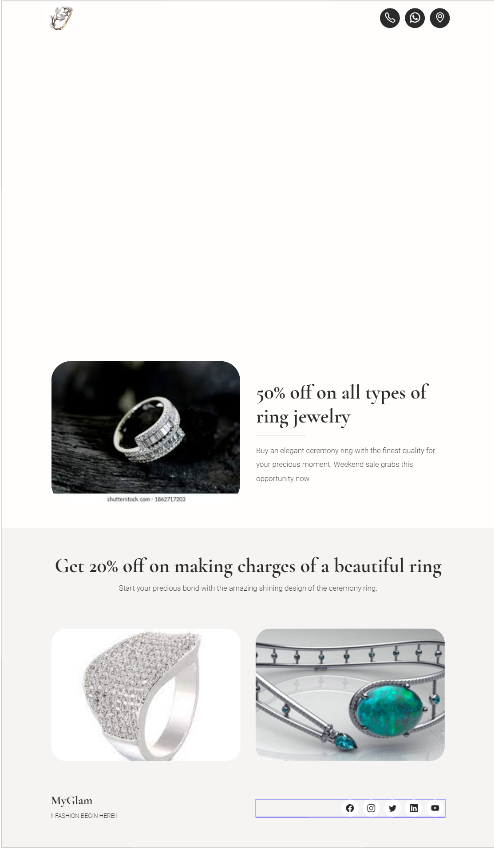 50% off on all types of
ring jewelry
Buy an elegant ceremony ring with the finest quality for
your precious moment. Weekend sale grabs this
opportunity now.
shutterstock.com · 1862717203
Get 20% off on making charges of a beautiful ring
Start your precious bond with the amazing shining design of the ceremony ring.
MyGlam
!! FASHION BEGIN HERE!!